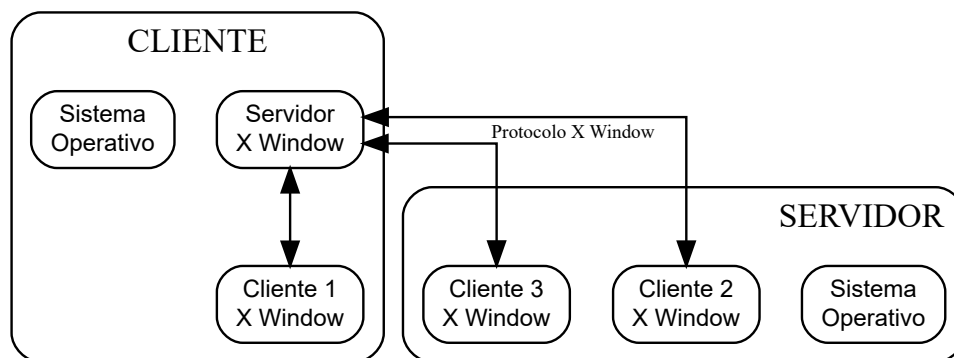 CLIENTE
Sistema
Operativo
Servidor
X Window
Protocolo X Window
Cliente 1
X Window
SERVIDOR
Cliente 3
X Window
Cliente 2
X Window
Sistema
Operativo